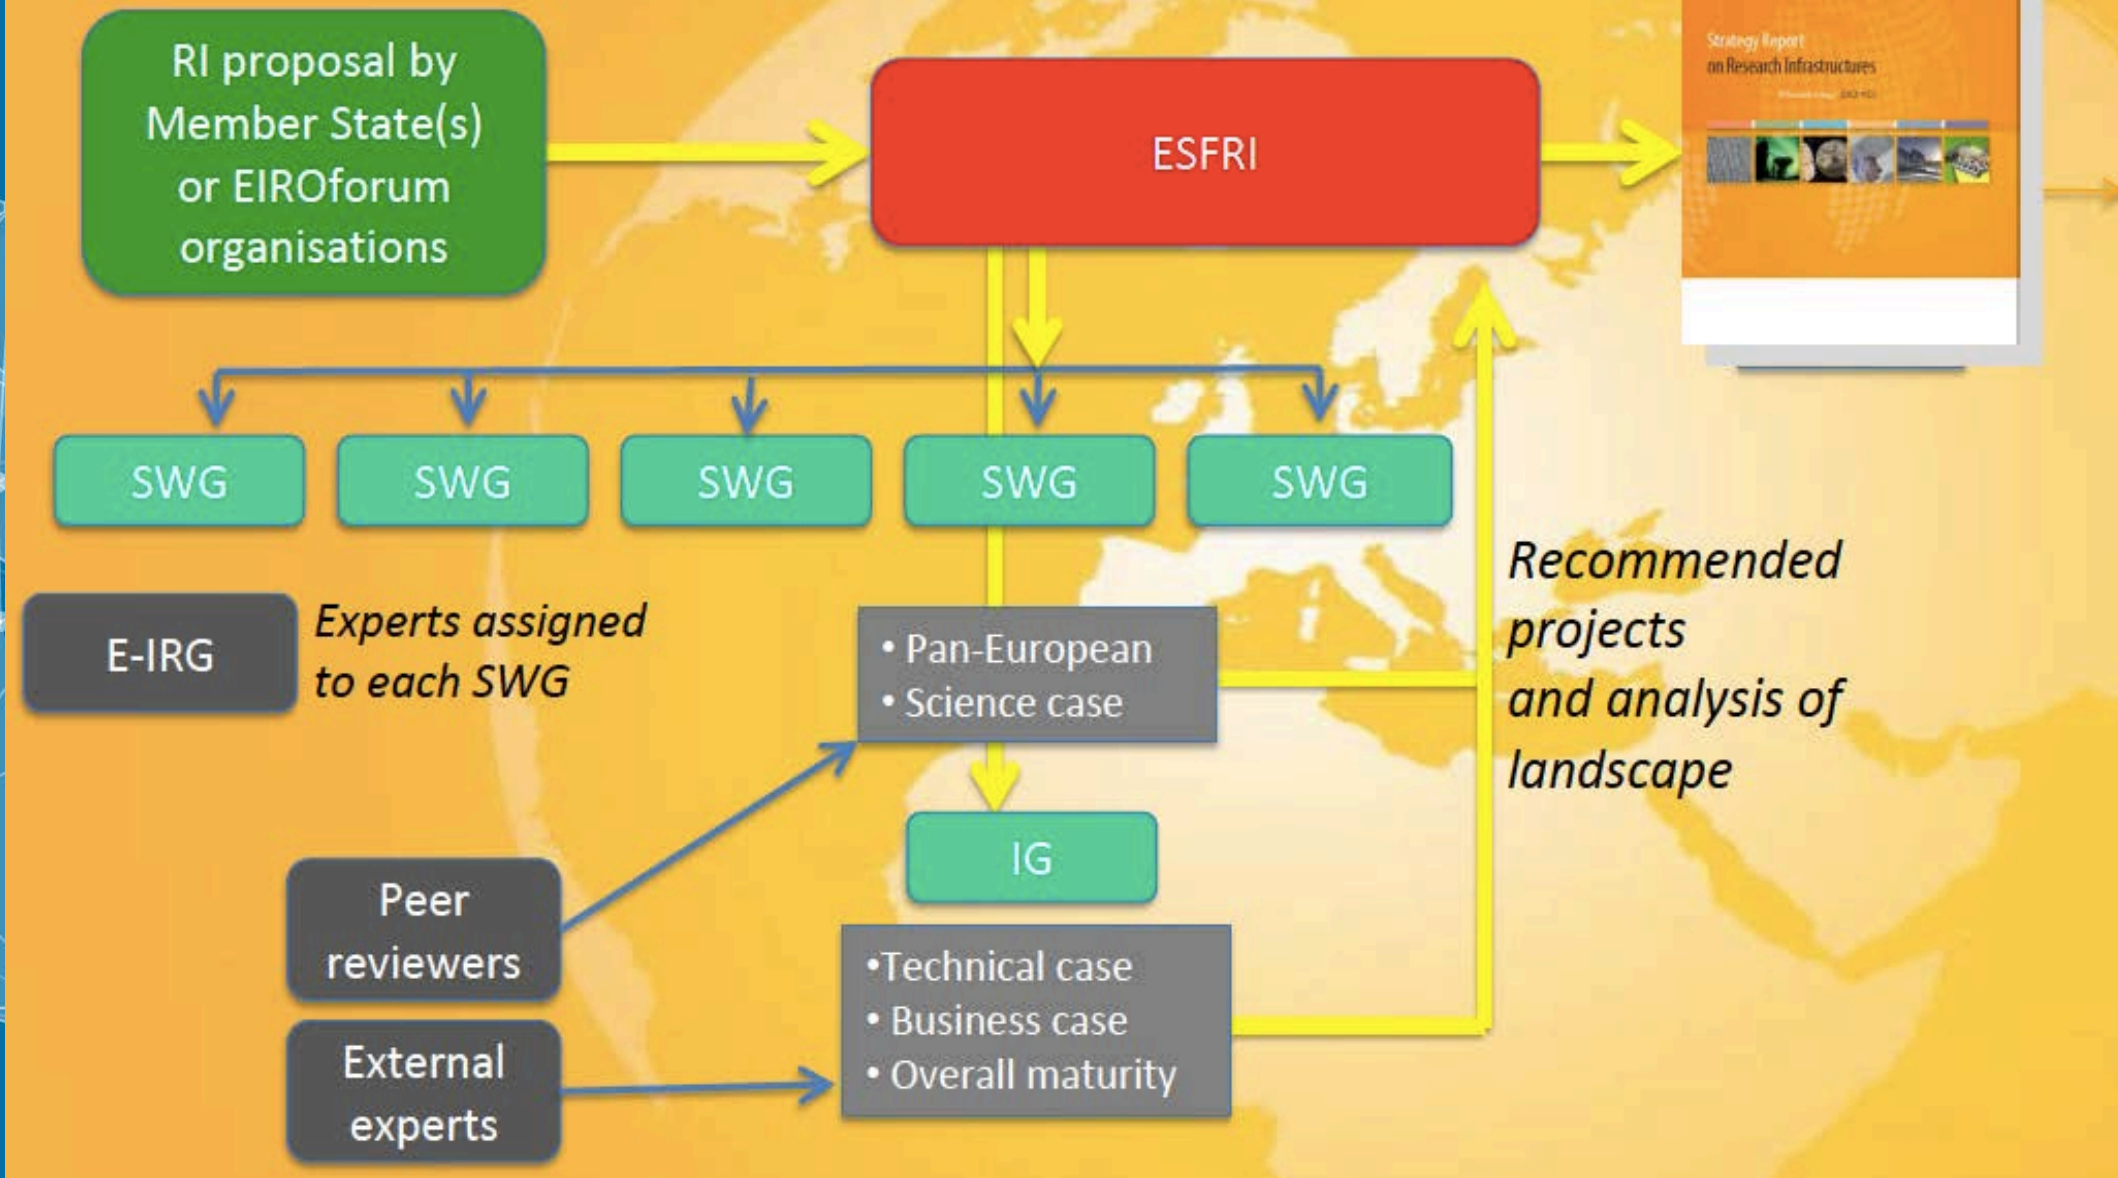 RI proposal by
Member State(s)
or EIROforum
organisations
ESFRI
Strategy Report
on Research Infrastructures
SWG
SWG
SWG
SWG
SWG
E-IRG
Experts assigned
to each SWG
• Pan-European
• Science case
Recommended
projects
and analysis of
landscape
IG
Peer
reviewers
•Technical case
• Business case
• Overall maturity
External
experts